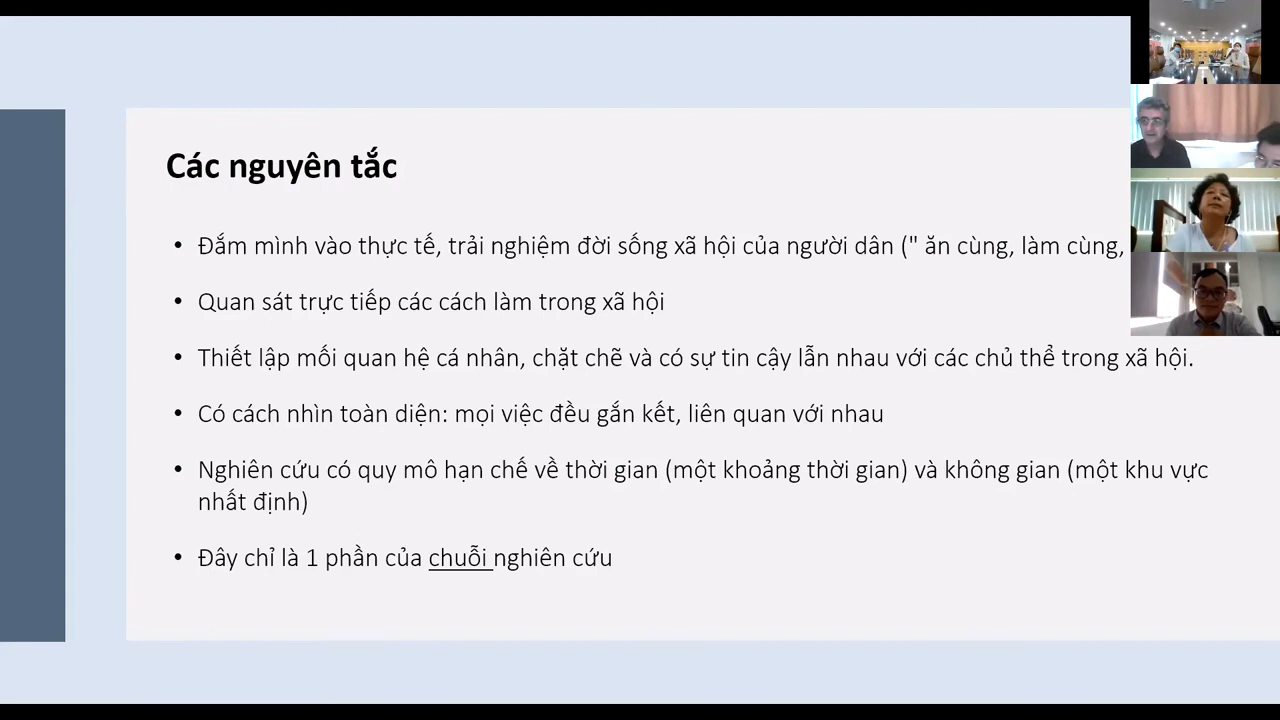 Các nguyên tắc
• Đắm mình vào thực tế, trải nghiệm đời sống xã hội của người dân (" ăn cùng, làm cùng,
• Quan sát trực tiếp các cách làm trong xã hội
• Thiết lập mối quan hệ cá nhân, chặt chẽ và có sự tin cậy lẫn nhau với các chủ thể trong xã hội.
• Có cách nhìn toàn diện: mọi việc đều gắn kết, liên quan với nhau
• Nghiên cứu có quy mô hạn chế về thời gian (một khoảng thời gian) và không gian (một khu vực
nhất định)
• Đây chỉ là 1 phần của chuỗi nghiên cứu